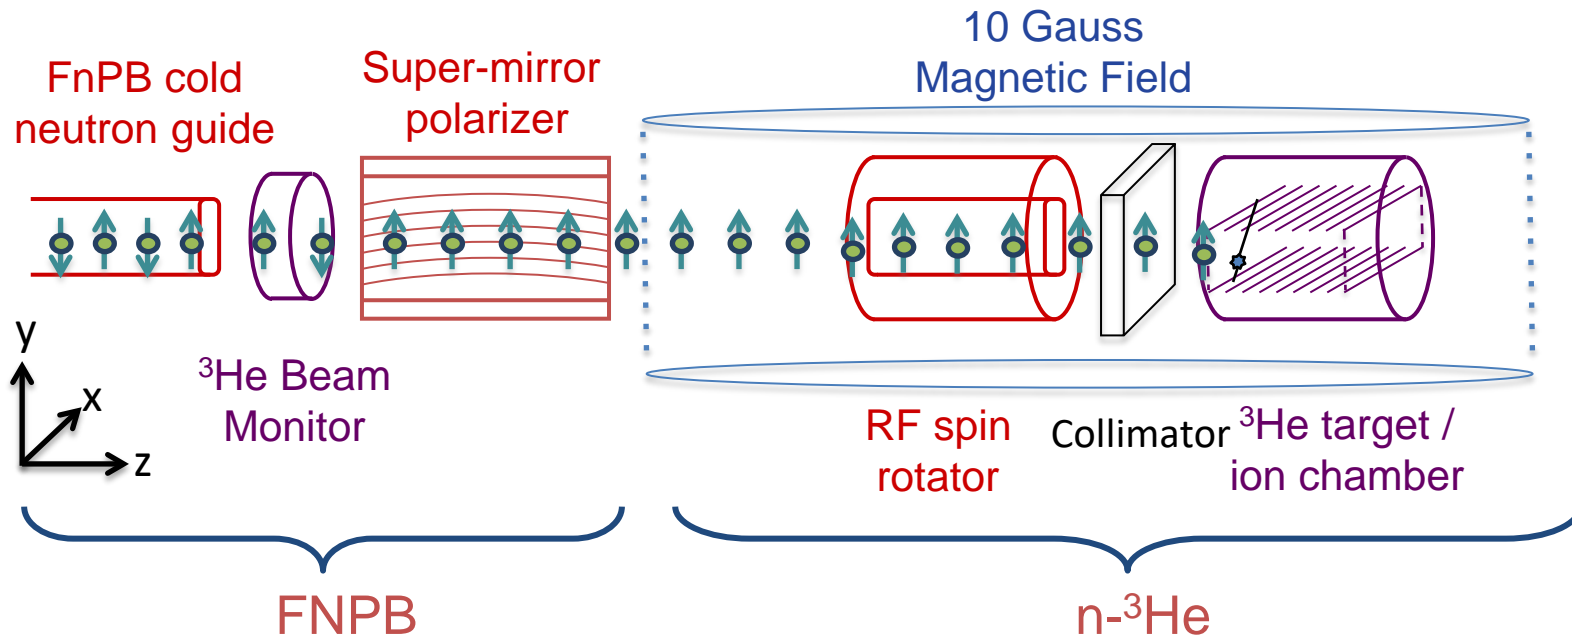 10 Gauss
Magnetic Field
FnPB cold
neutron guide
Super-mirror
polarizer
y
x
z
³He Beam
Monitor
RF spin
rotator
Collimator
³He target /
ion chamber
FNPB
n-³He